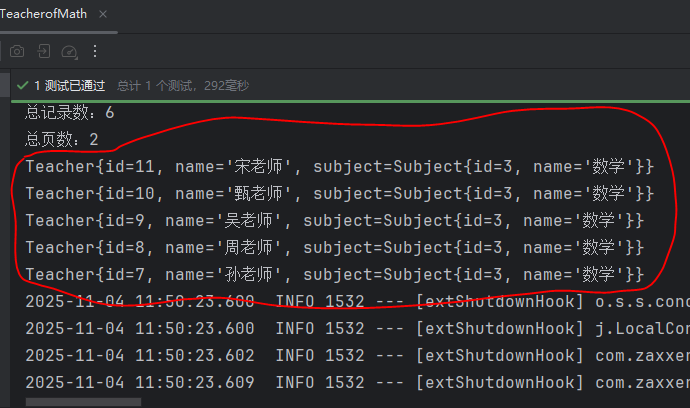 TeacherofMath
1 测试已通过 总计 1 个测试，292毫秒
总记录数：6
总页数：2
Teacher{id=11, name='宋老师', subject=Subject{id=3, name='数学'}}
Teacher{id=10, name='甄老师', subject=Subject{id=3, name='数学'}}
Teacher{id=9, name='吴老师', subject=Subject{id=3, name='数学'}}
Teacher{id=8, name='周老师', subject=Subject{id=3, name='数学'}}
Teacher{id=7, name='孙老师', subject=Subject{id=3, name='数学'}}
2025-11-04 11:50:23.600  INFO 1532 --- [extShutdownHook] o.s.s.conc
2025-11-04 11:50:23.600  INFO 1532 --- [extShutdownHook] j.LocalCon
2025-11-04 11:50:23.602  INFO 1532 --- [extShutdownHook] com.zaxxer
2025-11-04 11:50:23.609  INFO 1532 --- [extShutdownHook] com.zaxxer